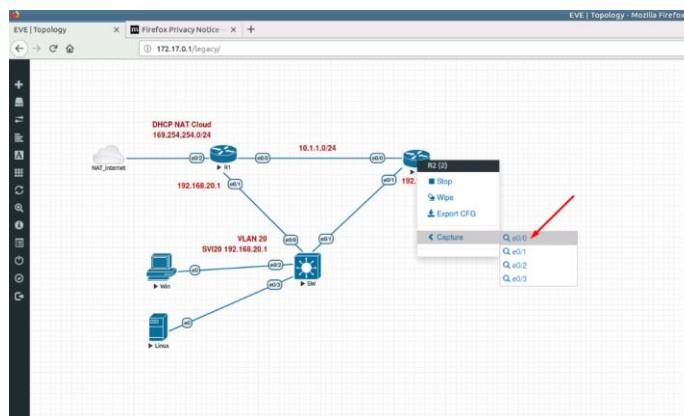 EVE | Topology - Mozilla Firefox
EVE | Topology
Firefox Privacy Notice
172.17.0.1/legacy/
DHCP NAT Cloud
169.254.254.0/24
10.1.1.0/24
NAT_Internet
e0/2
R1
e0/0
e0/0
192.168.20.1
e0/1
R2 (2)
Stop
Wipe
Export CFG
Capture
e0/0
e0/1
e0/2
e0/3
192.
e0/1
VLAN 20
SVI20 192.168.20.1
e0/0
e0/1
Win
e0
e0/2
SW
e0/3
e0
Linux